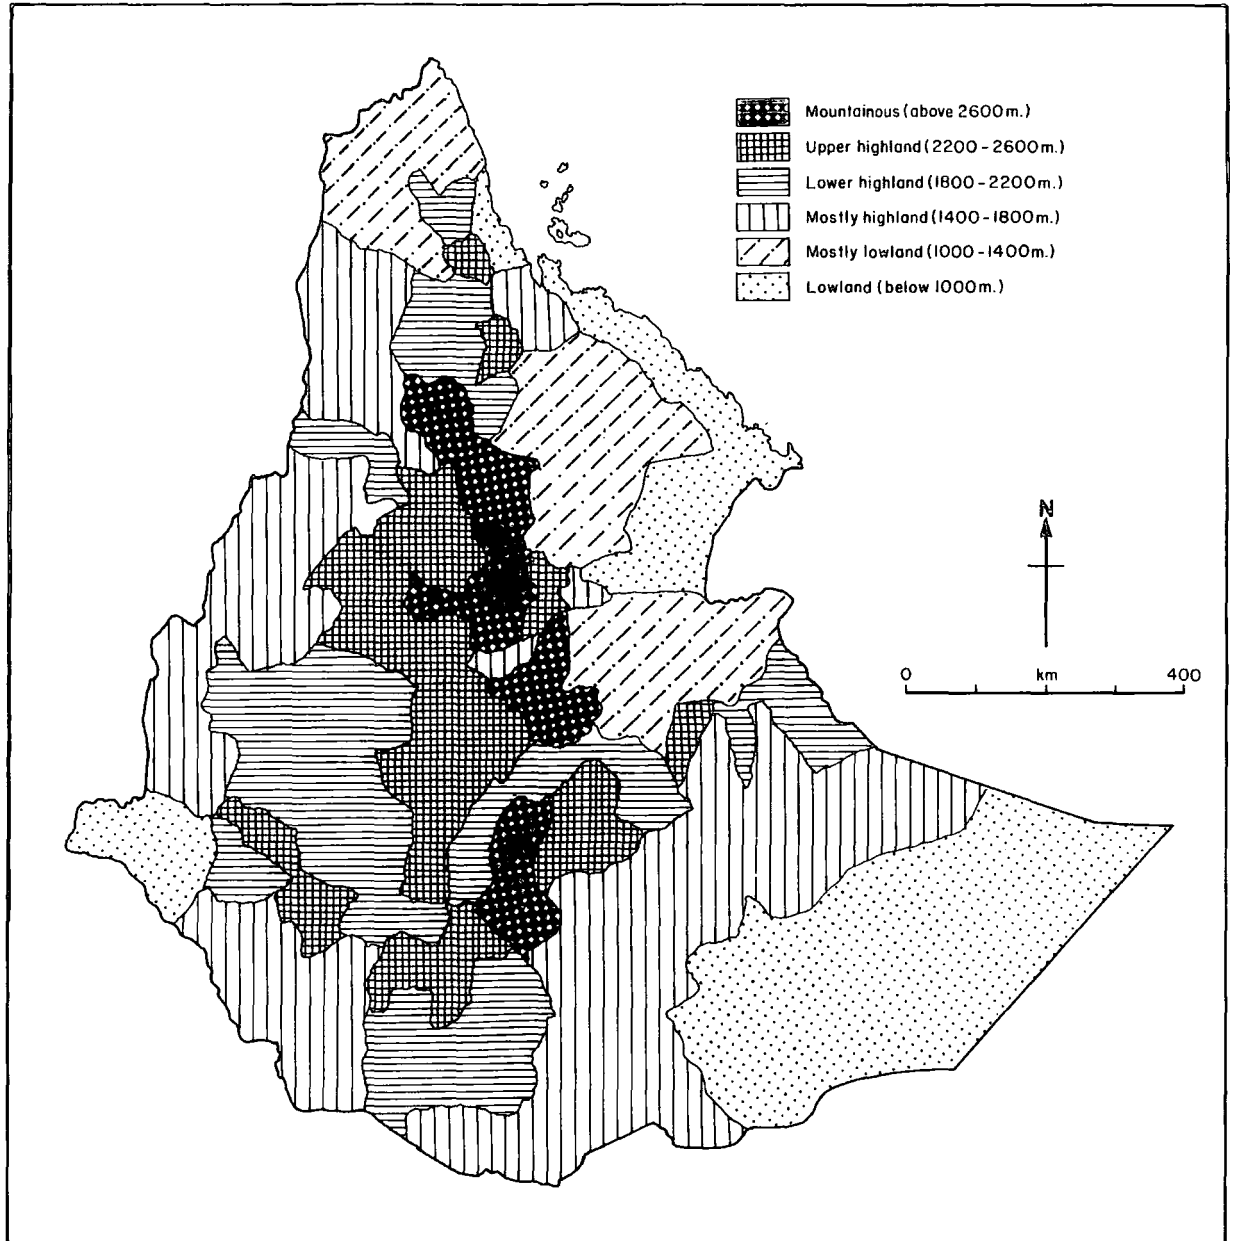 Mountainous (above 2600m.)
Upper highland (2200-2600m.)
Lower highland (1800-2200m.)
Mostly highland (1400-1800m.)
Mostly lowland (1000-1400m.)
Lowland (below 1000m.)
N
0 km 400